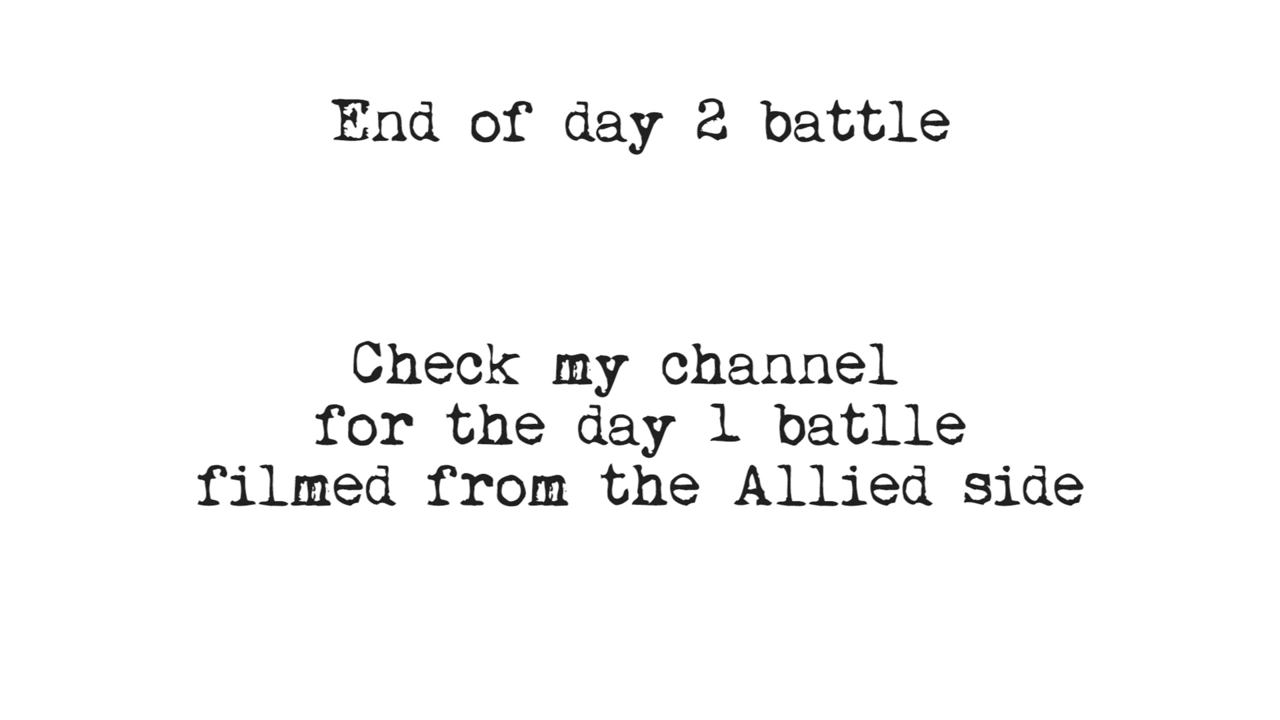 End of day 2 battle
Check my channel
for the day 1 batlle
filmed from the Allied side